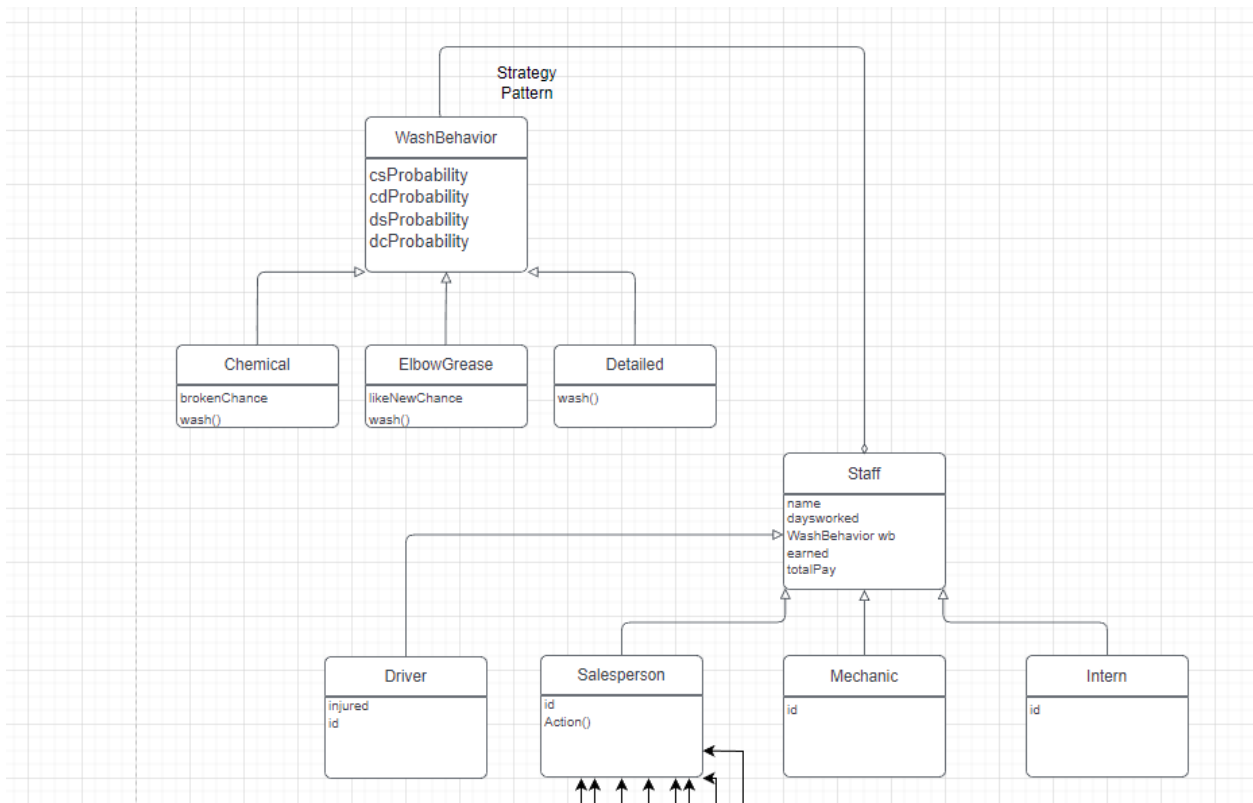 Strategy
Pattern
WashBehavior
csProbability
cdProbability
dsProbability
dcProbability
Chemical
brokenChance
wash()
ElbowGrease
likeNewChance
wash()
Detailed
wash()
Staff
name
daysworked
WashBehavior wb
earned
totalPay
Driver
injured
id
Salesperson
id
Action()
Mechanic
id
Intern
id